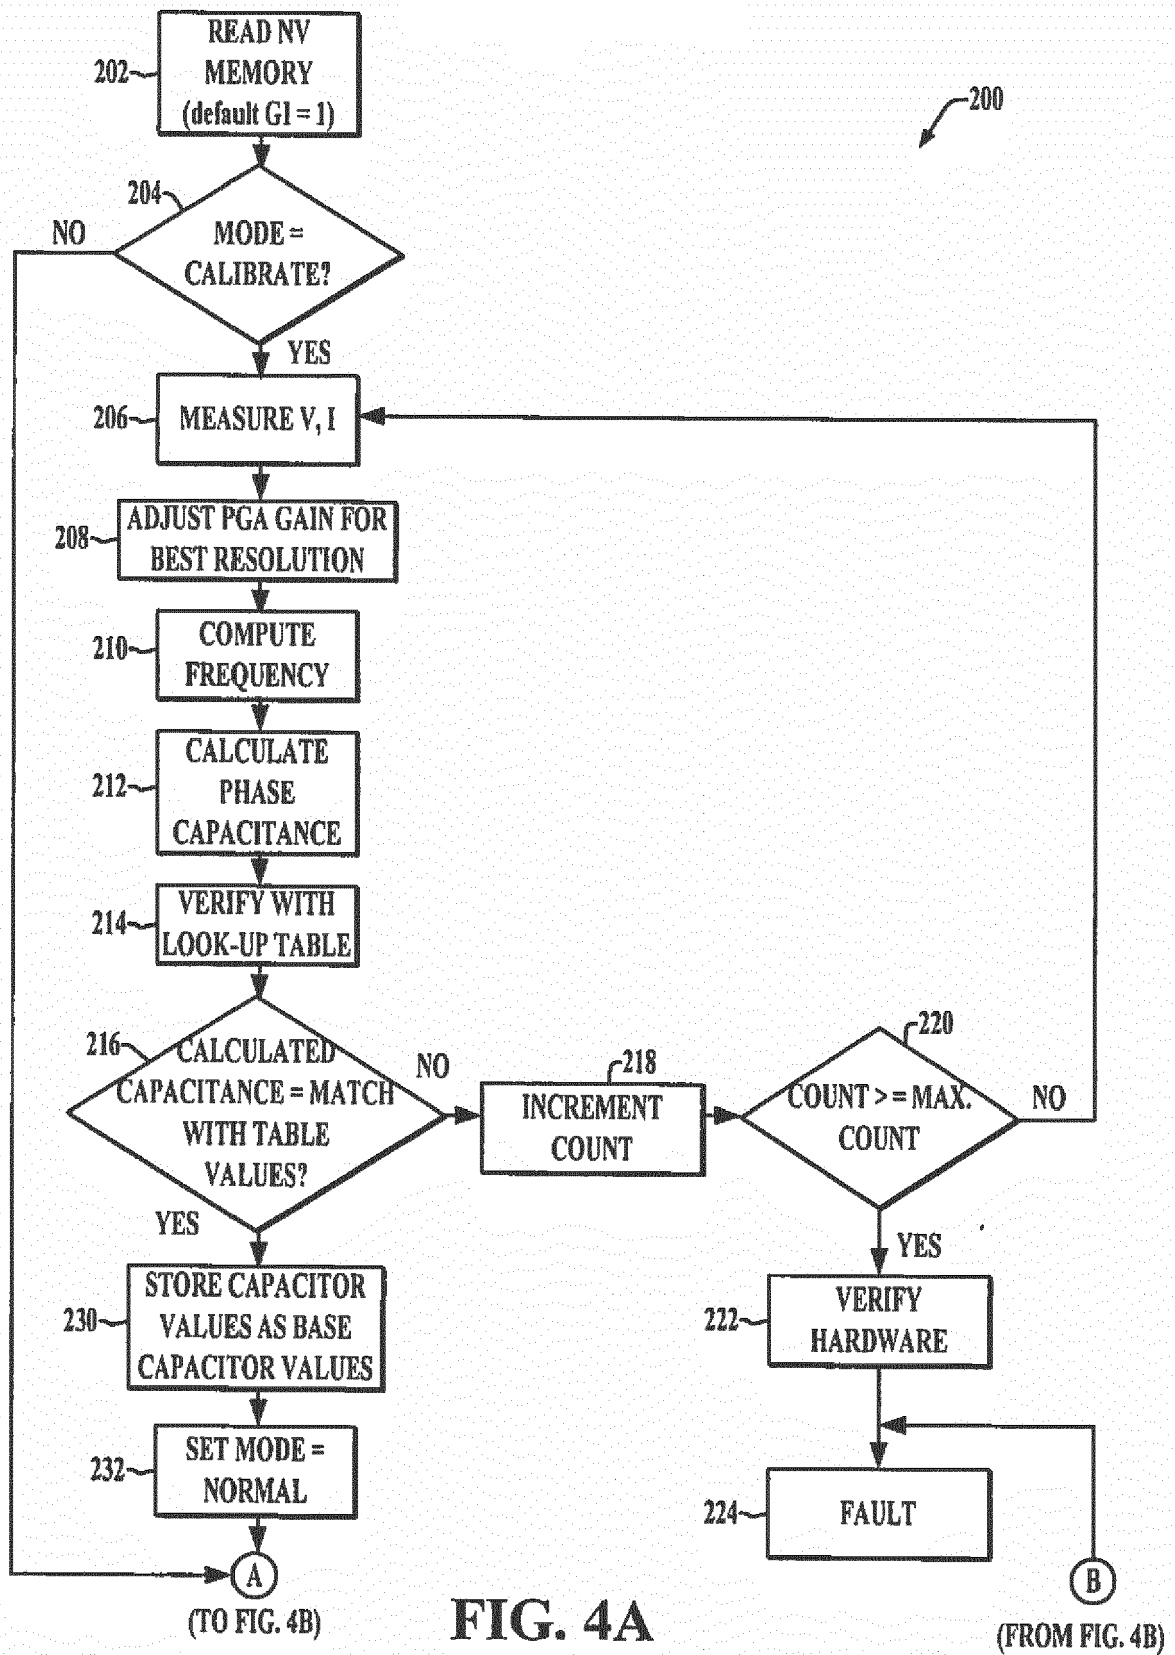 READ NV
MEMORY
(default GI = 1)
202
200
204
NO
MODE =
CALIBRATE?
YES
206
MEASURE V, I
208
ADJUST PGA GAIN FOR
BEST RESOLUTION
210
COMPUTE
FREQUENCY
212
CALCULATE
PHASE
CAPACITANCE
214
VERIFY WITH
LOOK-UP TABLE
216
CALCULATED
CAPACITANCE = MATCH
WITH TABLE
VALUES?
NO
YES
218
INCREMENT
COUNT
220
COUNT > = MAX.
COUNT
NO
YES
222
VERIFY
HARDWARE
230
STORE CAPACITOR
VALUES AS BASE
CAPACITOR VALUES
232
SET MODE =
NORMAL
224
FAULT
A
(TO FIG. 4B)
B
(FROM FIG. 4B)
FIG. 4A